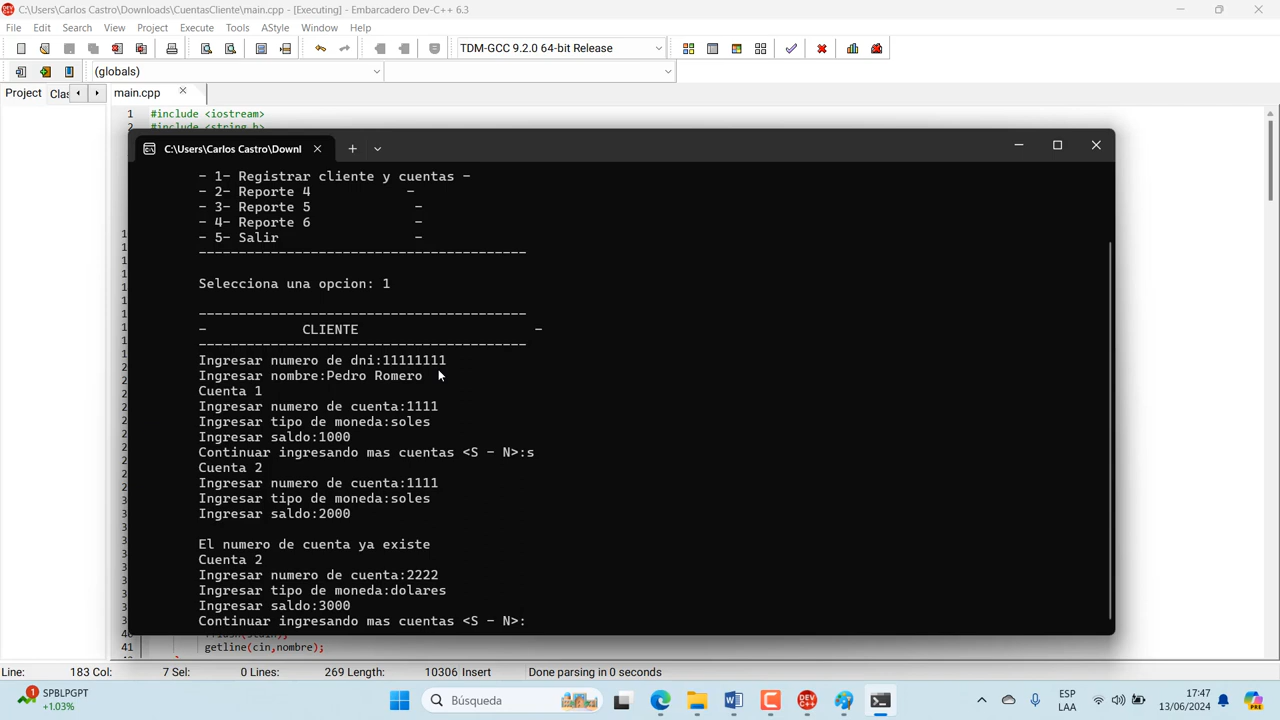 C:\Users\Carlos Castro\Downloads\CuentasCliente\main.cpp - [Executing] - Embarcadero Dev-C++ 6.3
File Edit Search View Project Execute Tools AStyle Window Help
TDM-GCC 9.2.0 64-bit Release
(globals)
Project Clas main.cpp
1 #include <iostream>
2 #include <string.h>
C:\Users\Carlos Castro\Downl
- 1- Registrar cliente y cuentas -
- 2- Reporte 4 -
- 3- Reporte 5 -
- 4- Reporte 6 -
- 5- Salir -
-----------------------------------------
Selecciona una opcion: 1
-----------------------------------------
- CLIENTE -
-----------------------------------------
Ingresar numero de dni:11111111
Ingresar nombre:Pedro Romero
Cuenta 1
Ingresar numero de cuenta:1111
Ingresar tipo de moneda:soles
Ingresar saldo:1000
Continuar ingresando mas cuentas <S - N>:s
Cuenta 2
Ingresar numero de cuenta:1111
Ingresar tipo de moneda:soles
Ingresar saldo:2000
El numero de cuenta ya existe
Cuenta 2
Ingresar numero de cuenta:2222
Ingresar tipo de moneda:dolares
Ingresar saldo:3000
Continuar ingresando mas cuentas <S - N>:
41 getline(cin,nombre);
Line: 183 Col: 7 Sel: 0 Lines: 269 Length: 10306 Insert Done parsing in 0 seconds
SPBLPGPT
+1.03%
Búsqueda
ESP
LAA
17:47
13/06/2024